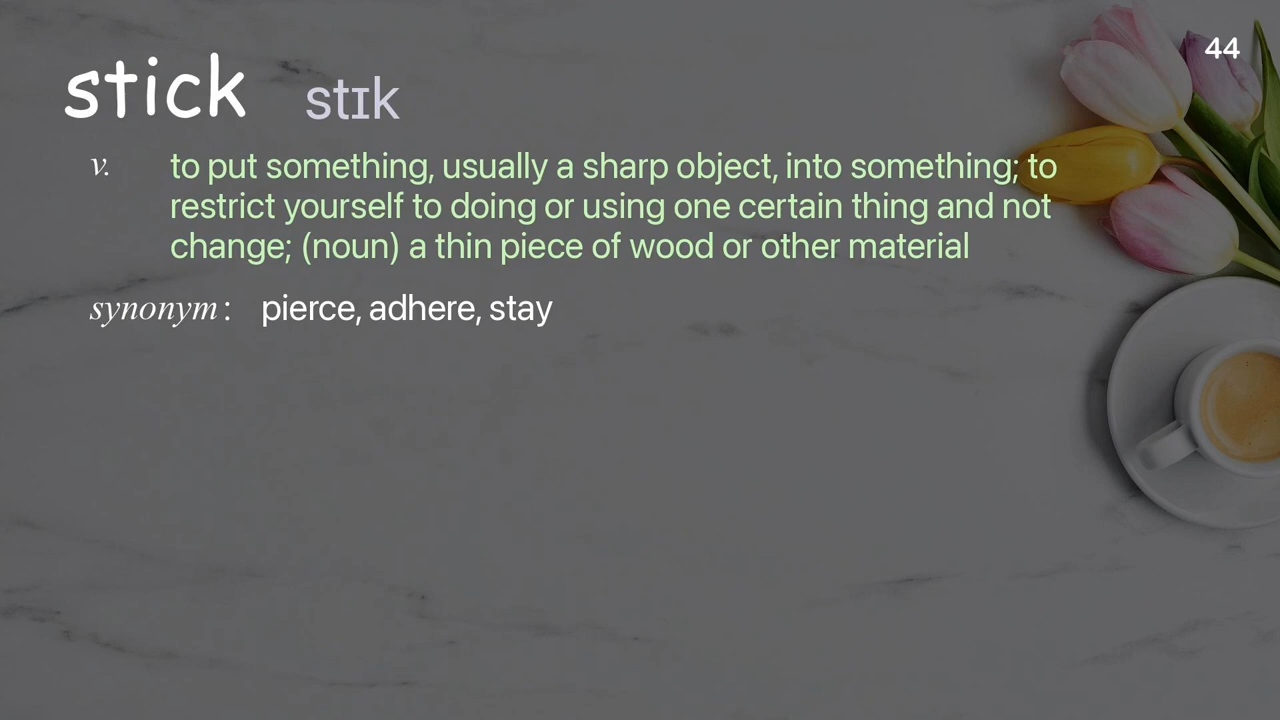 44
stick stɪk
v. to put something, usually a sharp object, into something; to
restrict yourself to doing or using one certain thing and not
change; (noun) a thin piece of wood or other material
synonym: pierce, adhere, stay